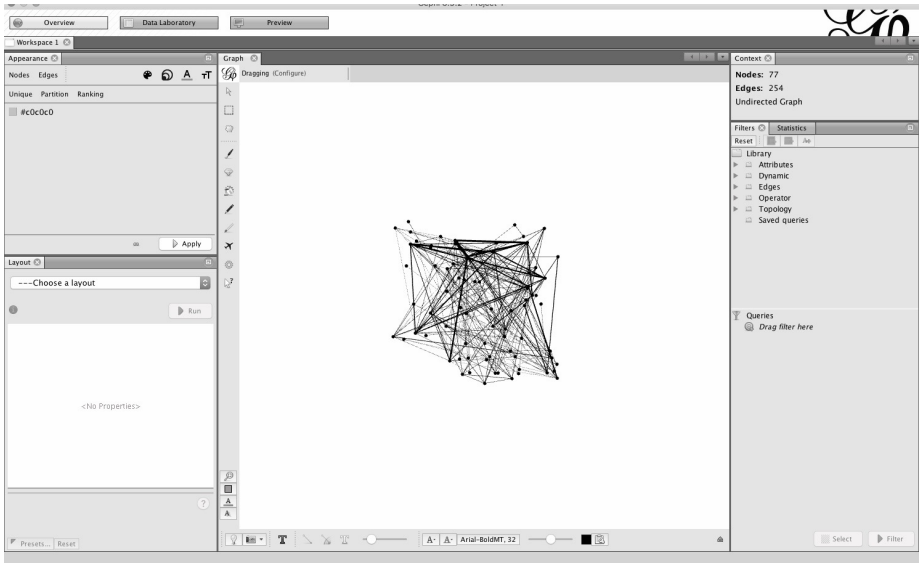 Overview
Data Laboratory
Preview
Workspace 1
Appearance
Nodes Edges
Unique Partition Ranking
#c0c0c0
Apply
Layout
---Choose a layout
Run
<No Properties>
?
Presets... Reset
Graph
Dragging (Configure)
T T A- A- Arial-BoldMT, 32
Context
Nodes: 77
Edges: 254
Undirected Graph
Filters Statistics
Reset
Library
Attributes
Dynamic
Edges
Operator
Topology
Saved queries
Queries
Drag filter here
Select Filter